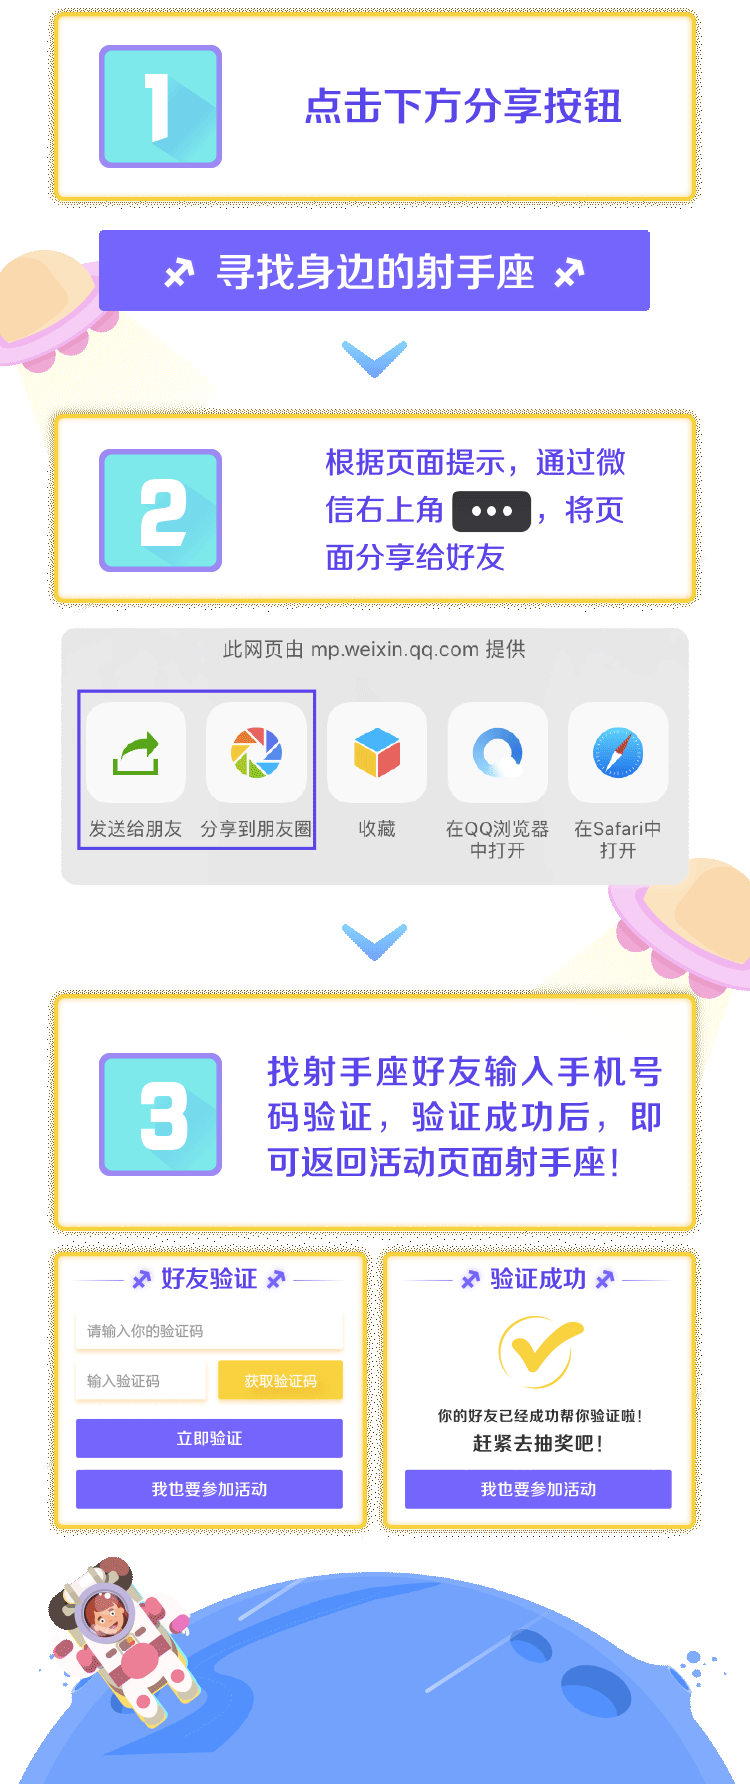 1
点击下方分享按钮
寻找身边的射手座
2
根据页面提示，通过微
信右上角 ••• ，将页
面分享给好友
此网页由 mp.weixin.qq.com 提供
发送给朋友
分享到朋友圈
收藏
在QQ浏览器
中打开
在Safari中
打开
3
找射手座好友输入手机号
码验证，验证成功后，即
可返回活动页面射手座！
好友验证
请输入你的验证码
输入验证码
获取验证码
立即验证
我也要参加活动
验证成功
你的好友已经成功帮你验证啦！
赶紧去抽奖吧！
我也要参加活动